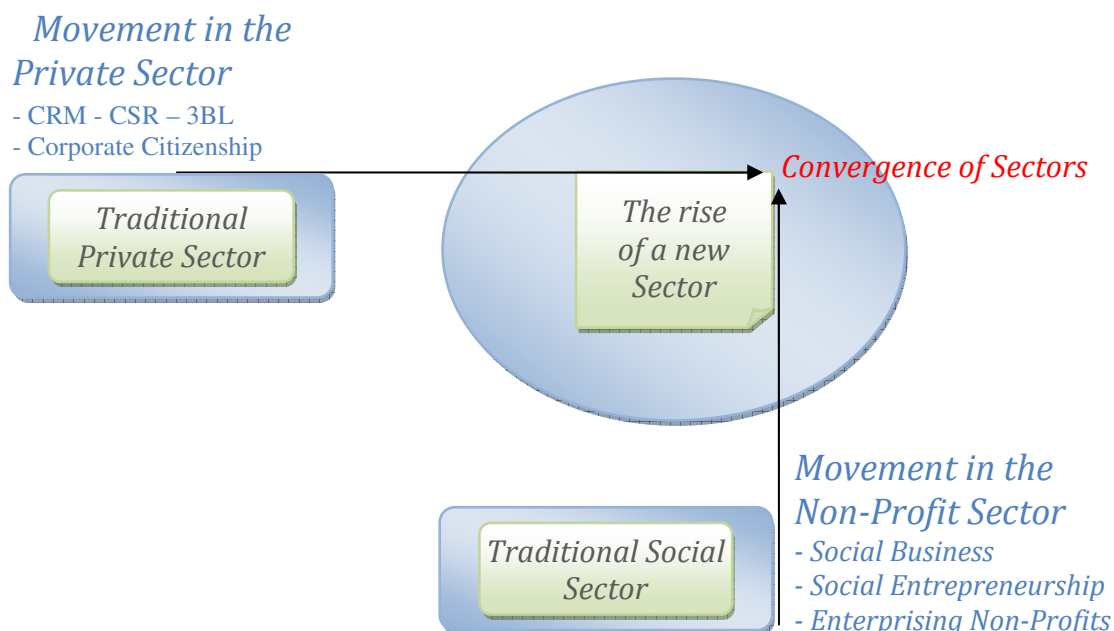 Movement in the
Private Sector
- CRM - CSR – 3BL
- Corporate Citizenship
Traditional
Private Sector
Convergence of Sectors
The rise
of a new
Sector
Traditional Social
Sector
Movement in the
Non-Profit Sector
- Social Business
- Social Entrepreneurship
- Enterprising Non-Profits